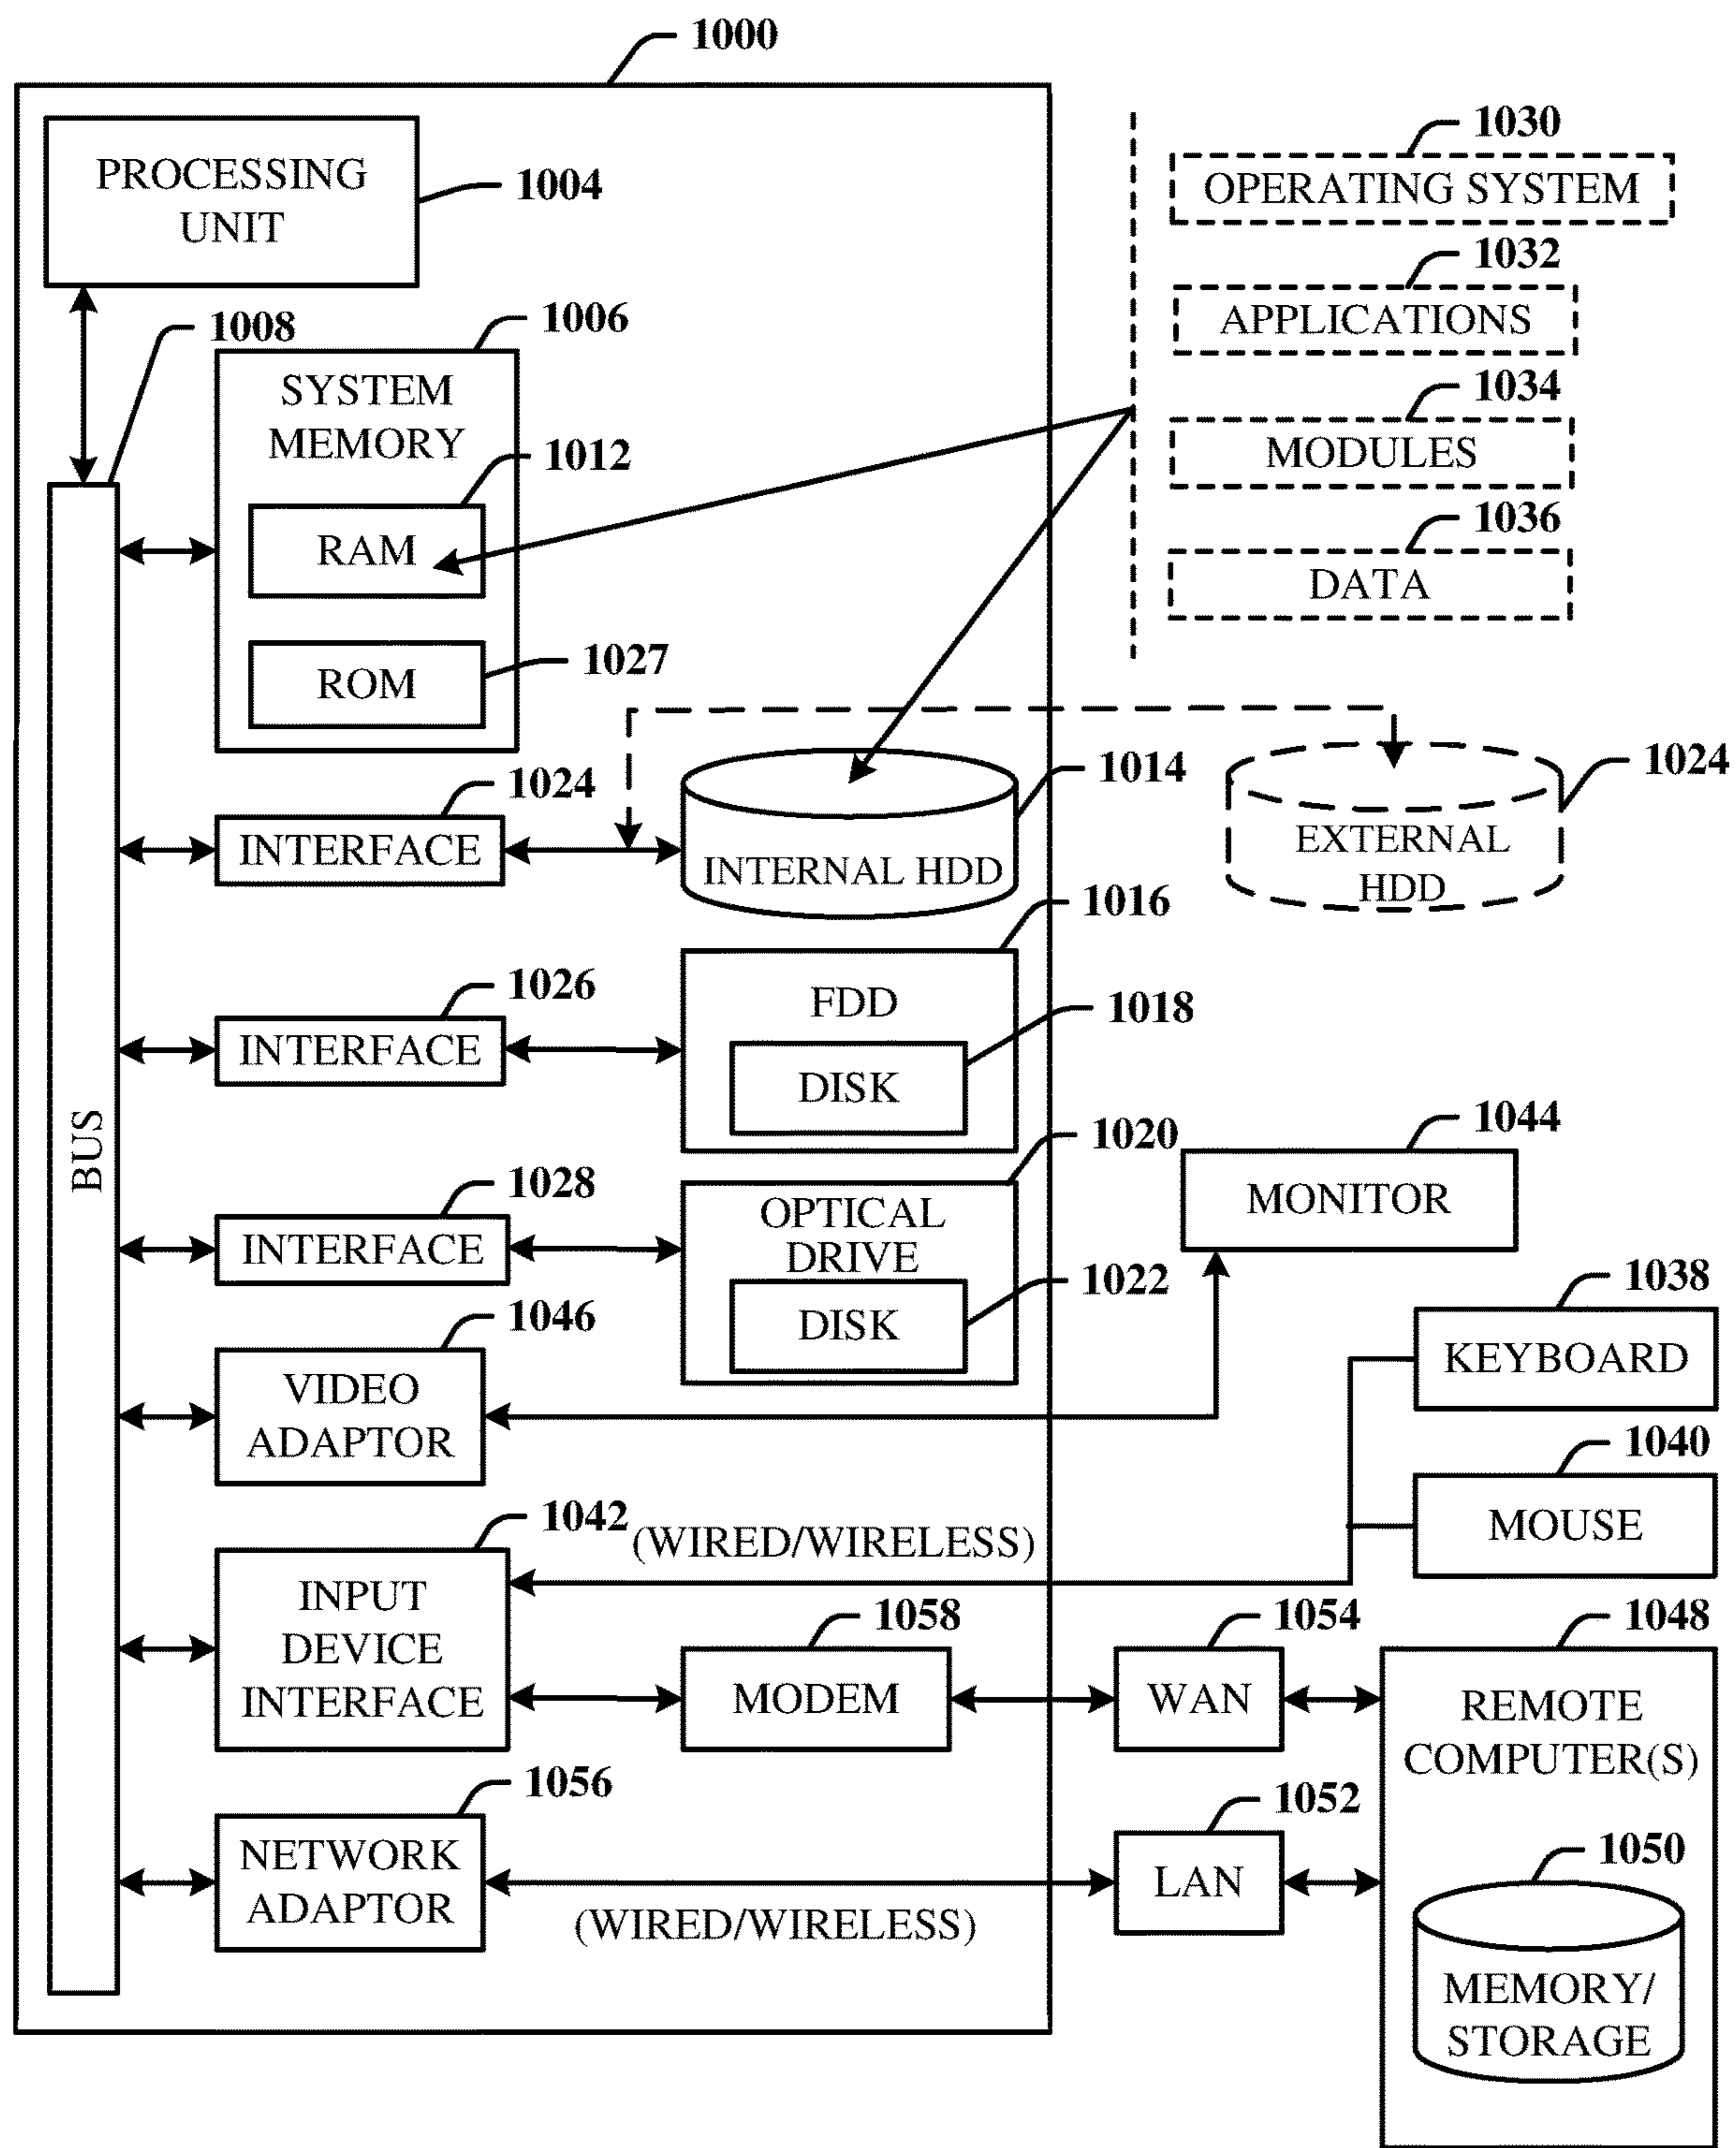 1000
PROCESSING
UNIT
1004
1030
OPERATING SYSTEM
1032
APPLICATIONS
1034
MODULES
1036
DATA
1008
1006
SYSTEM
MEMORY
1012
RAM
1027
ROM
1024
INTERFACE
1014
INTERNAL HDD
1024
EXTERNAL
HDD
1016
FDD
1018
DISK
1026
INTERFACE
BUS
1020
OPTICAL
DRIVE
1022
DISK
1028
INTERFACE
1044
MONITOR
1046
VIDEO
ADAPTOR
1038
KEYBOARD
1040
MOUSE
1042
(WIRED/WIRELESS)
INPUT
DEVICE
INTERFACE
1058
MODEM
1054
WAN
1048
REMOTE
COMPUTER(S)
1056
NETWORK
ADAPTOR
(WIRED/WIRELESS)
1052
LAN
1050
MEMORY/
STORAGE